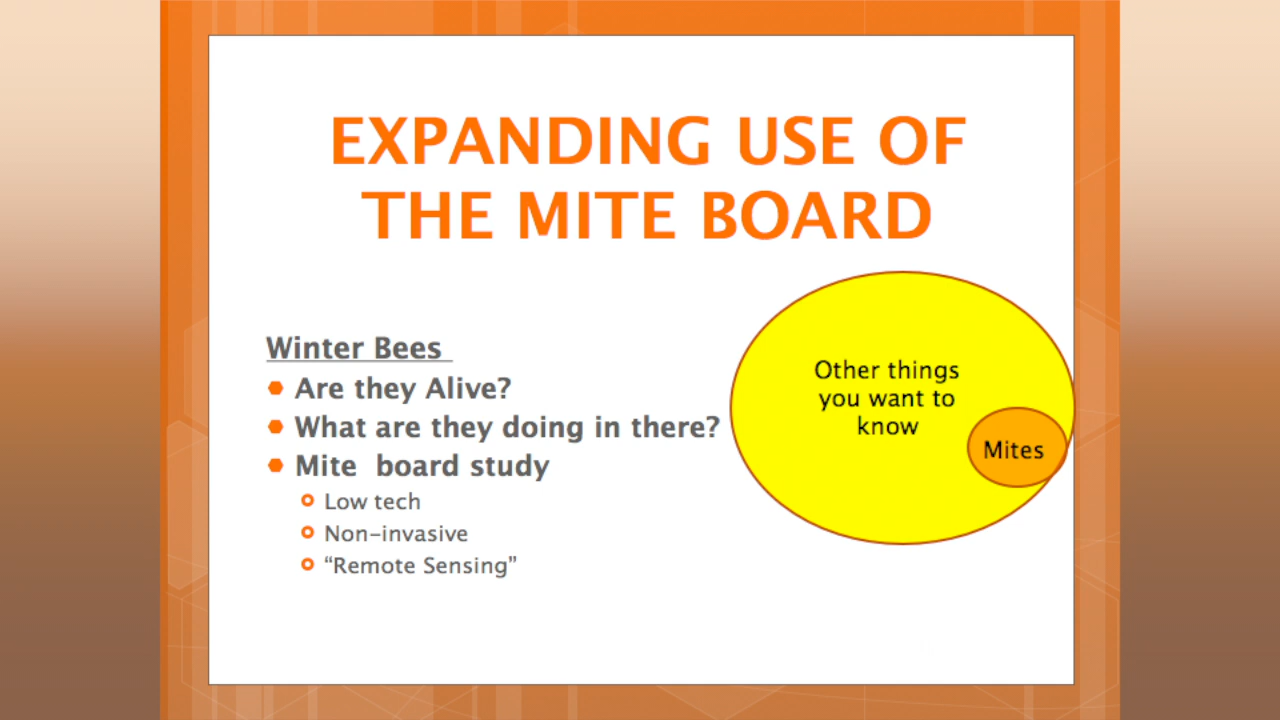 EXPANDING USE OF
THE MITE BOARD
Winter Bees
Are they Alive?
What are they doing in there?
Mite board study
Low tech
Non-invasive
“Remote Sensing”
Other things
you want to
know
Mites